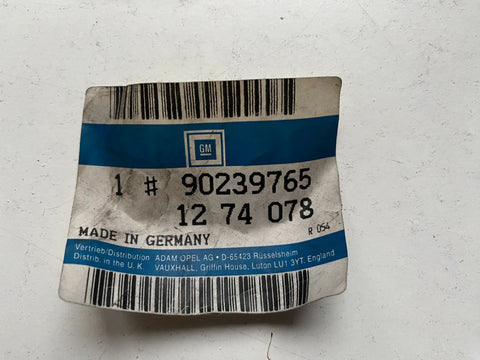 GM
1 # 90239765
12 74 078
MADE IN GERMANY R 054
Vertrieb/Distribution ADAM OPEL AG • D-65423 Rüsselsheim
Distrib. in the U. K. VAUXHALL, Griffin House, Luton LU1 3YT. England